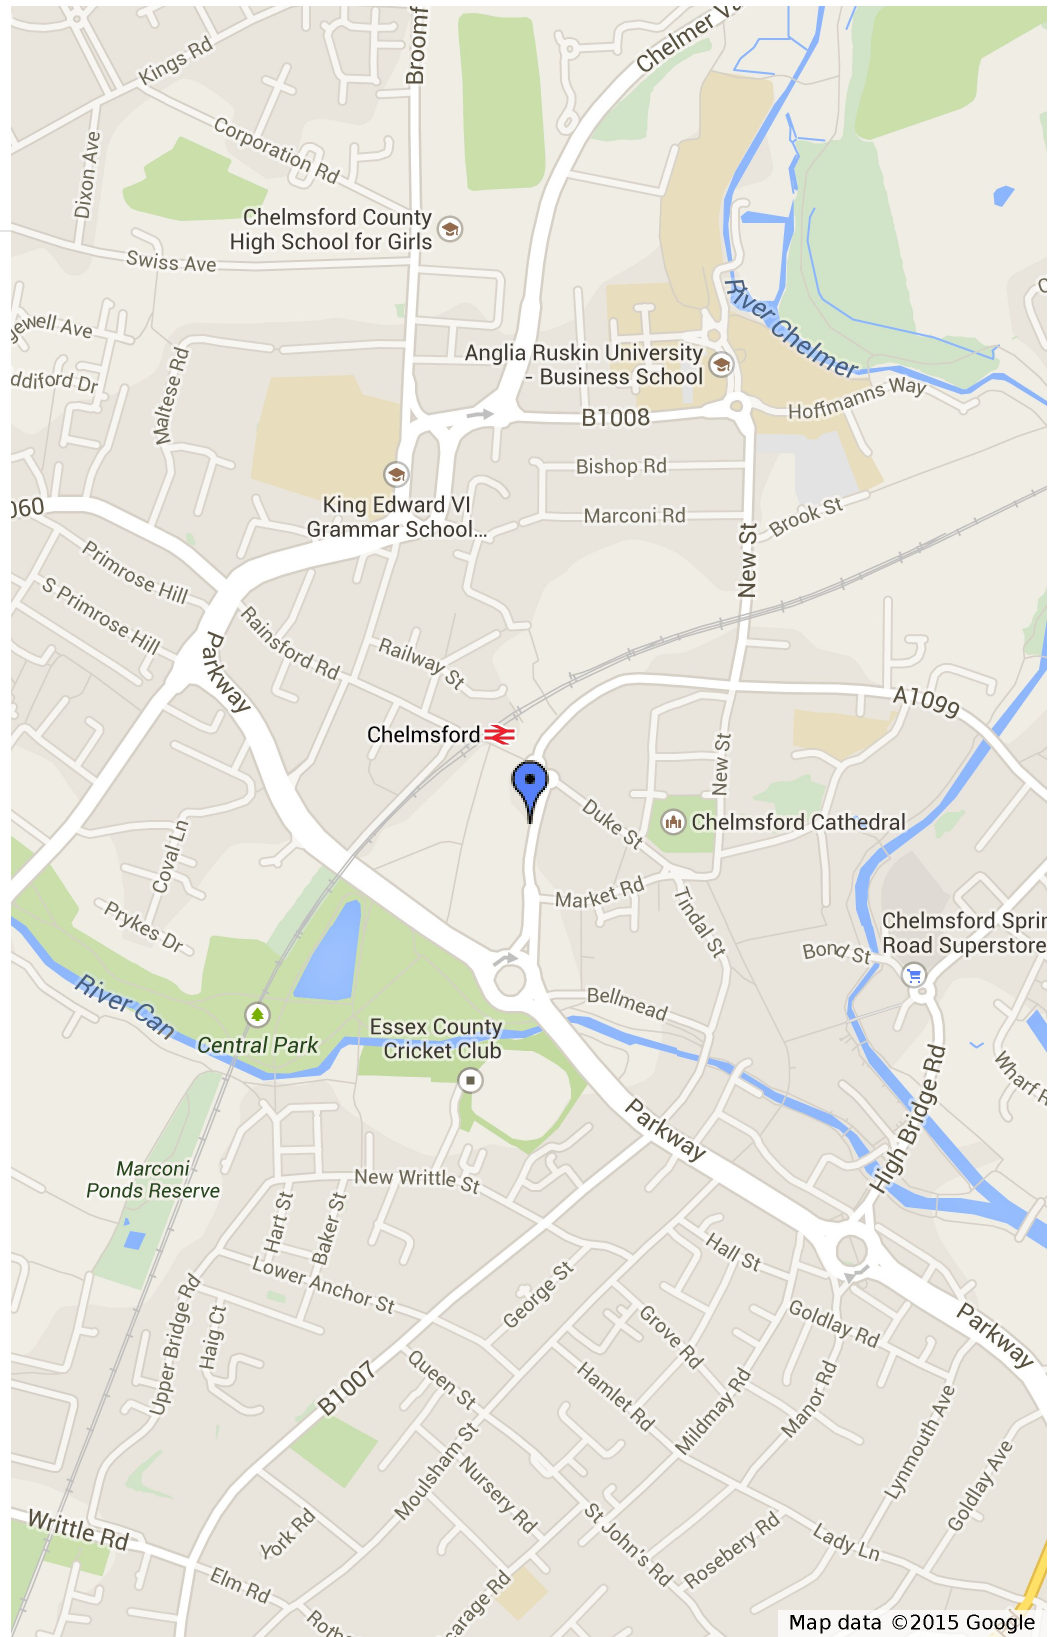 Broomf
Chelmer Va
Kings Rd
Corporation Rd
Dixon Ave
Chelmsford County
High School for Girls
Swiss Ave
River Chelmer
gewell Ave
ddiford Dr
Maltese Rd
Anglia Ruskin University
- Business School
Hoffmanns Way
B1008
Bishop Rd
King Edward VI
Grammar School...
Marconi Rd
Brook St
New St
060
Primrose Hill
S Primrose Hill
Rainsford Rd
Parkway
Railway St
A1099
Chelmsford
New St
Duke St
Chelmsford Cathedral
Coval Ln
Market Rd
Tindal St
Prykes Dr
Chelmsford Sprin
Road Superstore
Bond St
River Can
Central Park
Bellmead
Essex County
Cricket Club
Wharf R
High Bridge Rd
Parkway
Marconi
Ponds Reserve
New Writtle St
Hart St
Baker St
Hall St
Lower Anchor St
George St
Upper Bridge Rd
Haig Ct
Grove Rd
Goldlay Rd
Parkway
B1007
Queen St
Hamlet Rd
Mildmay Rd
Manor Rd
Lynmouth Ave
Goldlay Ave
Moulsham St
Nursery Rd
St John's Rd
Rosebery Rd
Lady Ln
Writtle Rd
York Rd
Elm Rd
Rothe
carage Rd
Map data ©2015 Google